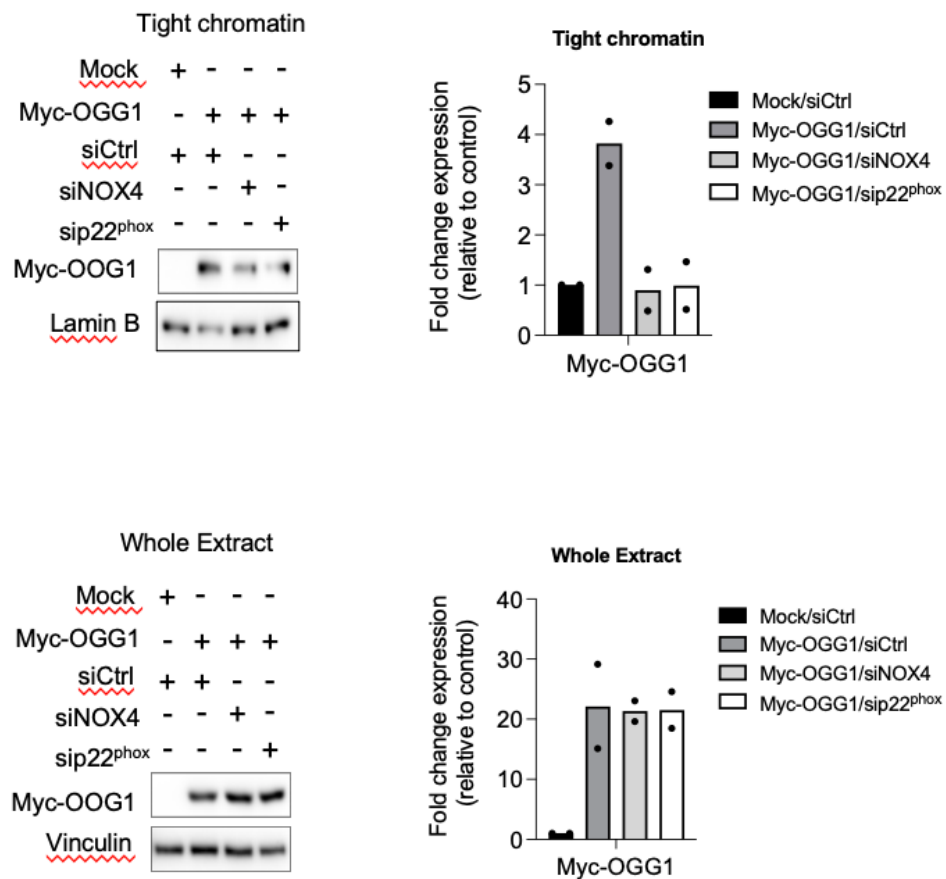 Tight chromatin
Mock + - - -
Myc-OGG1 - + + +
siCtrl + + - -
siNOX4 - - + -
sip22phox - - - +
Myc-OOG1
Lamin B
Tight chromatin
Fold change expression
(relative to control)
5
4
3
2
1
0
Myc-OGG1
Mock/siCtrl
Myc-OGG1/siCtrl
Myc-OGG1/siNOX4
Myc-OGG1/sip22phox
Whole Extract
Mock + - - -
Myc-OGG1 - + + +
siCtrl + + - -
siNOX4 - - + -
sip22phox - - - +
Myc-OOG1
Vinculin
Whole Extract
Fold change expression
(relative to control)
40
30
20
10
0
Myc-OGG1
Mock/siCtrl
Myc-OGG1/siCtrl
Myc-OGG1/siNOX4
Myc-OGG1/sip22phox